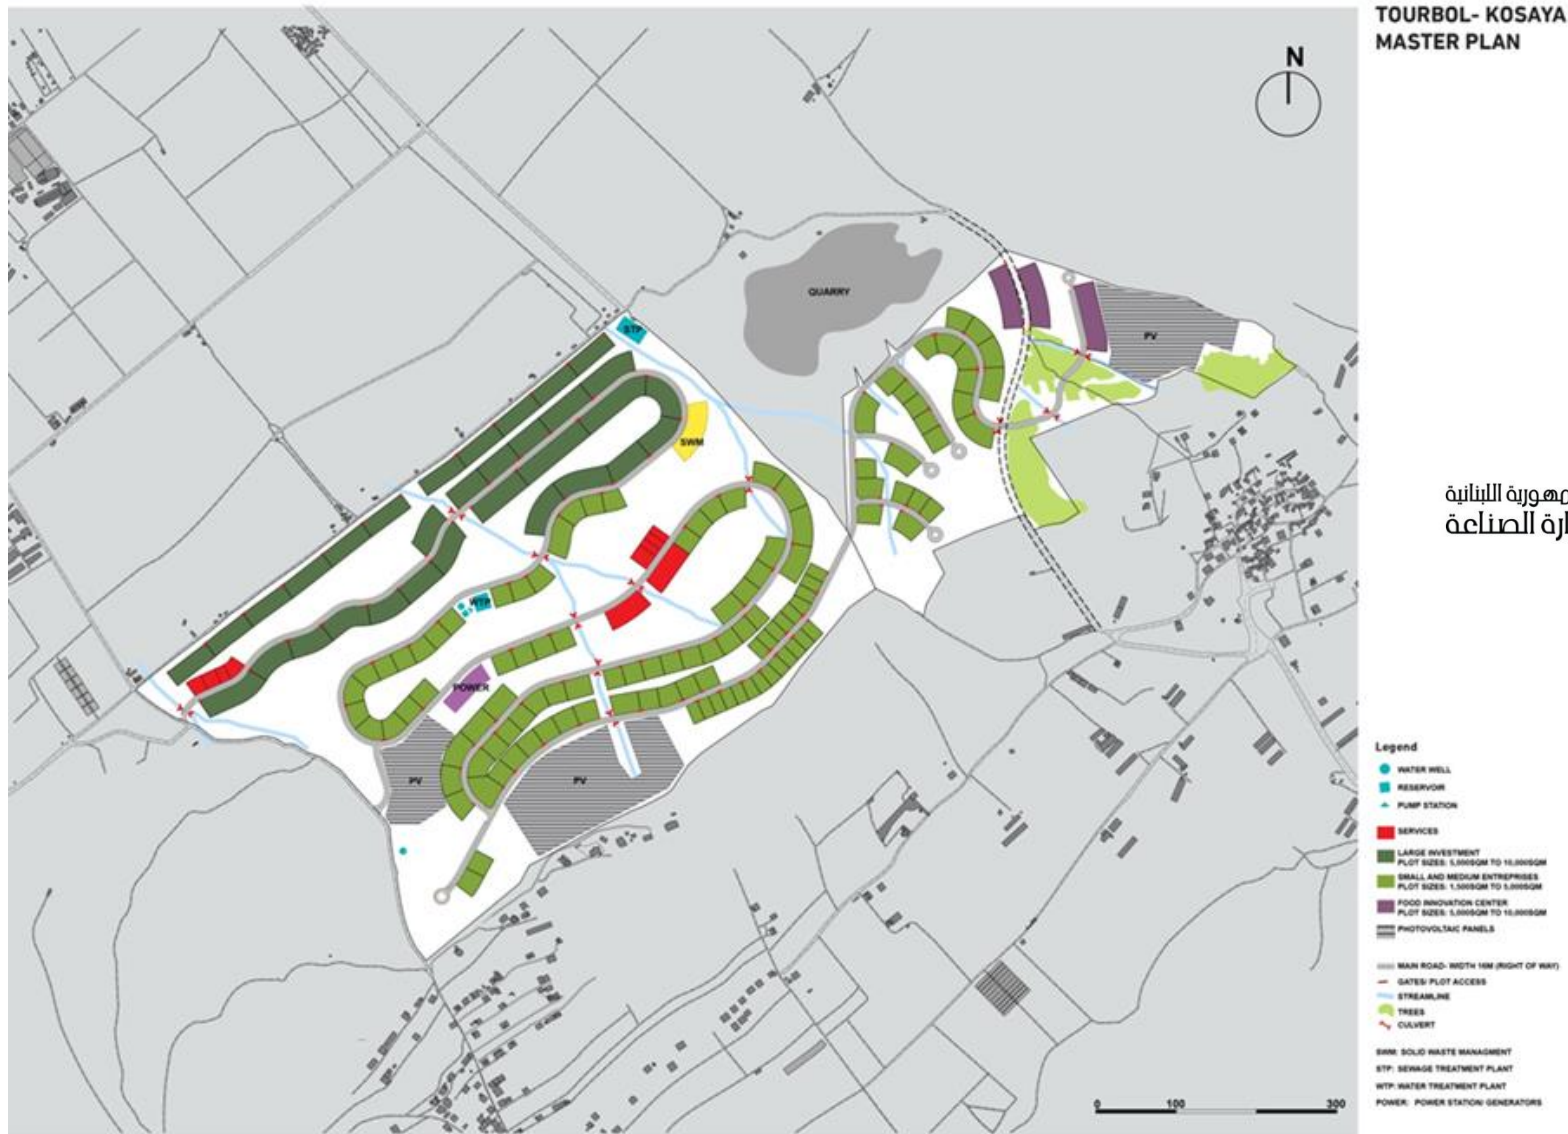 TOURBOL- KOSAYA
MASTER PLAN
N
QUARRY
STP
PV
SWM
WTP
POWER
PV
PV
وزارة الصناعة
Legend
WATER WELL
RESERVOIR
PUMP STATION
SERVICES
LARGE INVESTMENT
PLOT SIZES: 5,000SQM TO 10,000SQM
SMALL AND MEDIUM ENTREPRISES
PLOT SIZES: 1,500SQM TO 5,000SQM
FOOD INNOVATION CENTER
PLOT SIZES: 5,000SQM TO 10,000SQM
PHOTOVOLTAIC PANELS
MAIN ROAD- WIDTH 16M (RIGHT OF WAY)
GATES/ PLOT ACCESS
STREAMLINE
TREES
CULVERT
SWM: SOLID WASTE MANAGMENT
STP: SEWAGE TREATMENT PLANT
WTP: WATER TREATMENT PLANT
POWER: POWER STATION/ GENERATORS
0 100 300